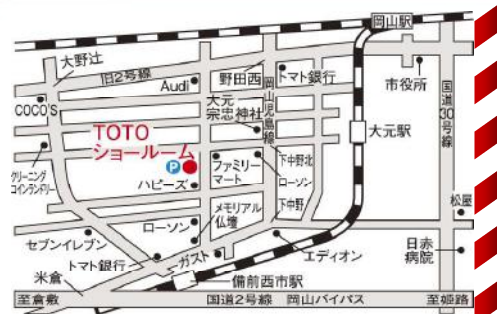 岡山駅
大野辻
旧2号線
Audi
野田西
トマト銀行
市役所
国道30号線
COCO'S
大元
宗忠神社
岡山児島線
TOTO
ショールーム
P
大元駅
クリーニング
コインランドリー
ファミリー
マート
下中野北
ローソン
ハピーズ
下中野
松屋
メモリアル
仏壇
ローソン
セブンイレブン
ガスト
エディオン
日赤
病院
トマト銀行
米倉
備前西市駅
至倉敷
国道2号線 岡山バイパス
至姫路